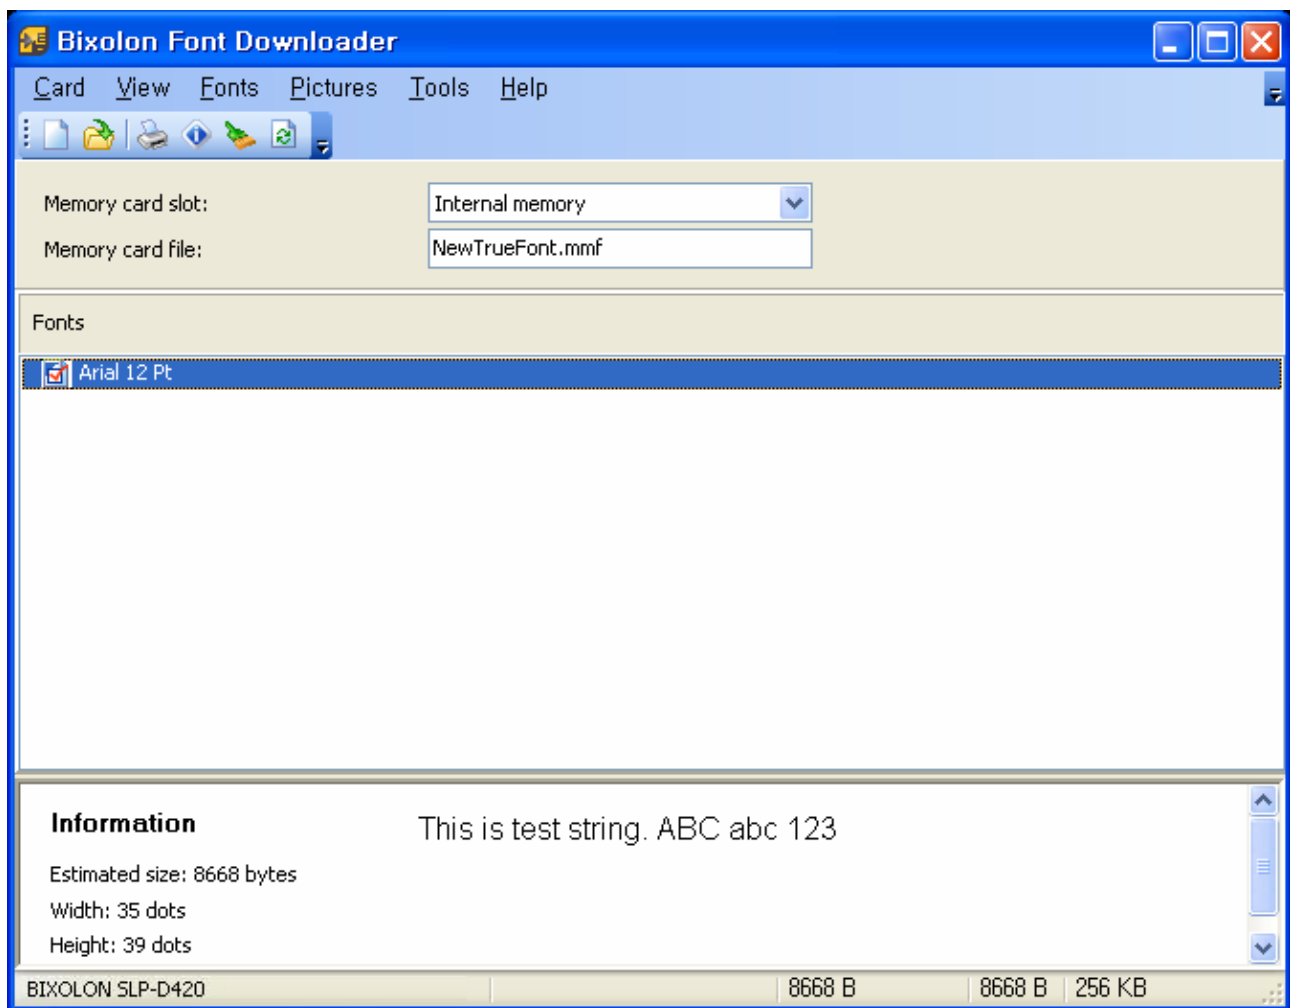 Bixolon Font Downloader
Card View Fonts Pictures Tools Help
Memory card slot: Internal memory
Memory card file: NewTrueFont.mmf
Fonts
Arial 12 Pt
Information This is test string. ABC abc 123
Estimated size: 8668 bytes
Width: 35 dots
Height: 39 dots
BIXOLON SLP-D420 8668 B 8668 B 256 KB